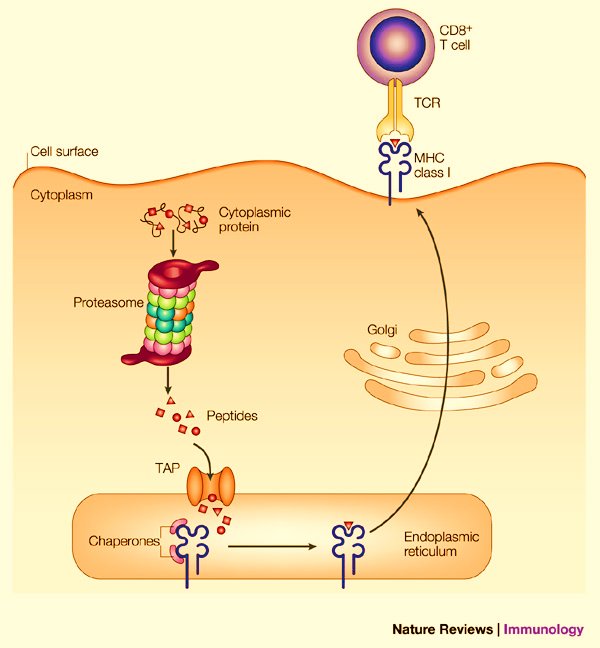 CD8+
T cell
TCR
MHC
class I
Cell surface
Cytoplasm
Cytoplasmic
protein
Proteasome
Golgi
Peptides
TAP
Chaperones
Endoplasmic
reticulum
Nature Reviews | Immunology